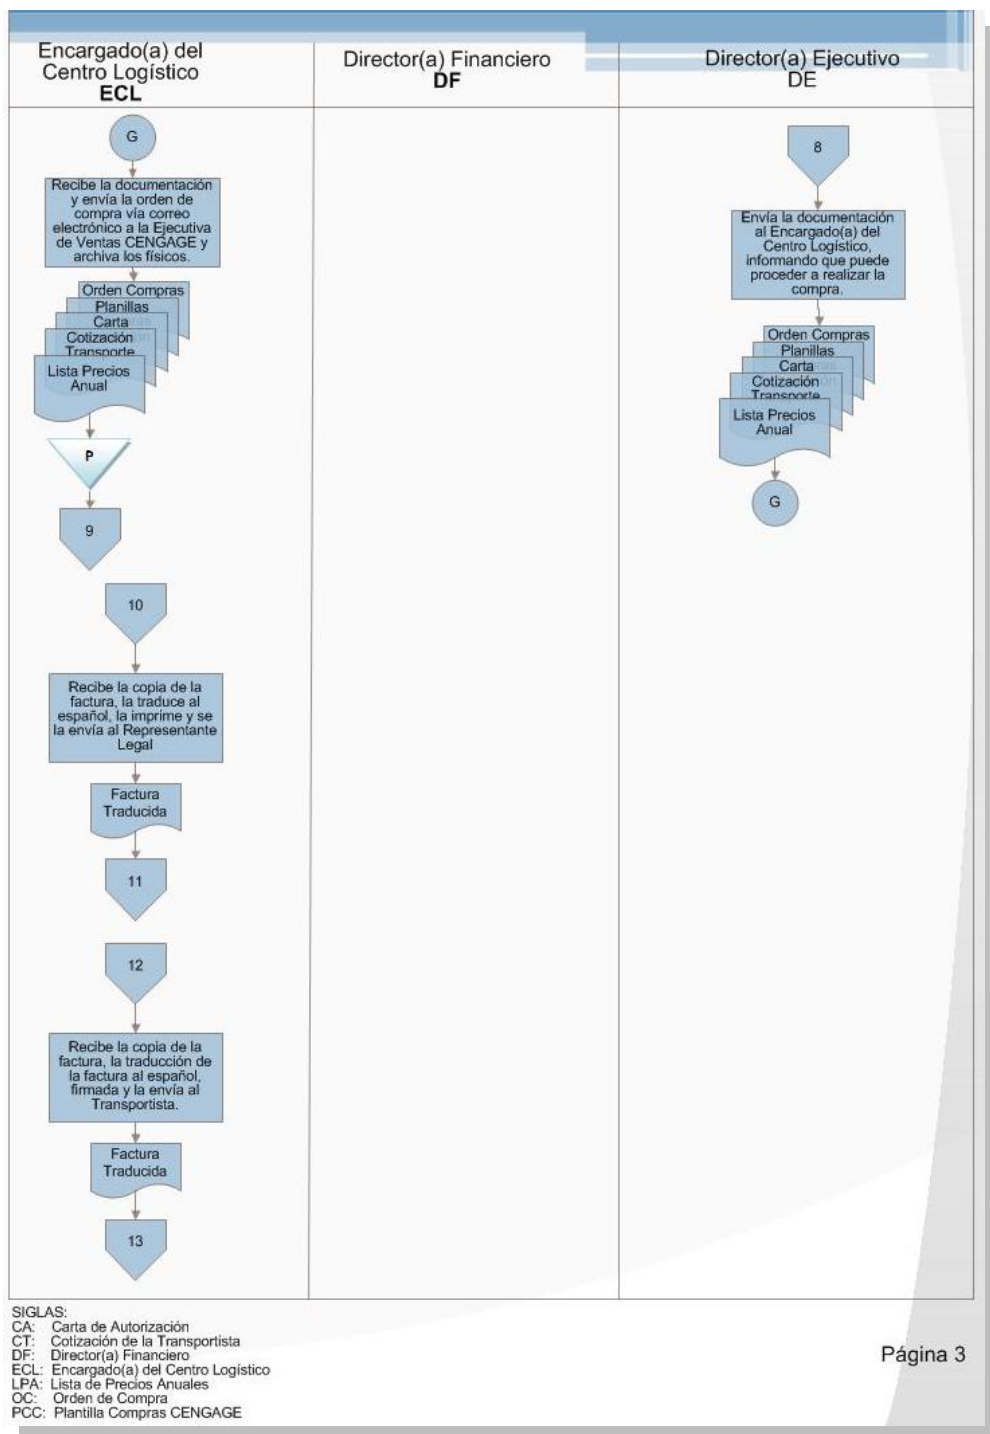 Encargado(a) del
Centro Logístico
ECL
Director(a) Financiero
DF
Director(a) Ejecutivo
DE
G
Recibe la documentación
y envía la orden de
compra vía correo
electrónico a la Ejecutiva
de Ventas CENGAGE y
archiva los físicos.
Orden Compras
Planillas
Carta
Cotización
Transporte
Lista Precios
Anual
P
9
10
Recibe la copia de la
factura, la traduce al
español, la imprime y se
la envía al Representante
Legal
Factura
Traducida
11
12
Recibe la copia de la
factura, la traducción de
la factura al español,
firmada y la envía al
Transportista.
Factura
Traducida
13
8
Envía la documentación
al Encargado(a) del
Centro Logístico,
informando que puede
proceder a realizar la
compra.
Orden Compras
Planillas
Carta
Cotización
Transporte
Lista Precios
Anual
G
SIGLAS:
CA: Carta de Autorización
CT: Cotización de la Transportista
DF: Director(a) Financiero
ECL: Encargado(a) del Centro Logístico
LPA: Lista de Precios Anuales
OC: Orden de Compra
PCC: Plantilla Compras CENGAGE
Página 3